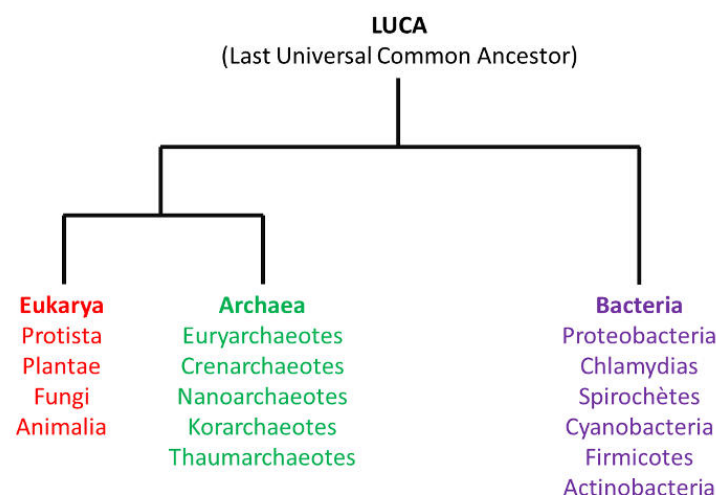 LUCA
(Last Universal Common Ancestor)
Eukarya
Protista
Plantae
Fungi
Animalia
Archaea
Euryarchaeotes
Crenarchaeotes
Nanoarchaeotes
Korarchaeotes
Thaumarchaeotes
Bacteria
Proteobacteria
Chlamydias
Spirochètes
Cyanobacteria
Firmicotes
Actinobacteria